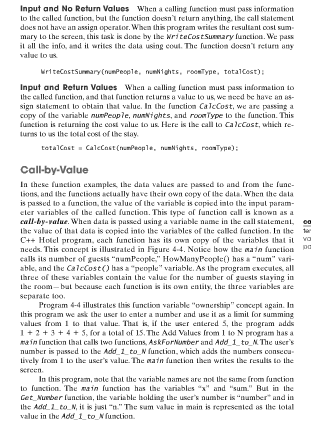 Input and No Return Values When a calling function must pass information
to the called function, but the function doesn't return anything, the call statement
does not have an assign operator. When this program writes the resultant cost sum-
mary to the screen, this task is done by the WriteCostSummary function. We pass
it all the info, and it writes the data using cout. The function doesn't return any
value to us.
WriteCostSummary(numPeople, numNights, roomType, totalCost);
Input and Return Values When a calling function must pass information to
the called function, and that function returns a value to us, we need be have an as-
sign statement to obtain that value. In the function CalcCost, we are passing a
copy of the variable numPeople, numNights, and roomType to the function. This
function is returning the cost value to us. Here is the call to CalcCost, which re-
turns to us the total cost of the stay.
totalCost = CalcCost(numPeople, numNights, roomType);
Call-by-Value
In these function examples, the data values are passed to and from the func-
tions, and the functions actually have their own copy of the data. When the data
is passed to a function, the value of the variable is copied into the input param-
eter variables of the called function. This type of function call is known as a
call-by-value. When data is passed using a variable name in the call statement,
the value of that data is copied into the variables of the called function. In the
C++ Hotel program, each function has its own copy of the variables that it
needs. This concept is illustrated in Figure 4-4. Notice how the main function
calls its number of guests "numPeople," HowManyPeople() has a "num" vari-
able, and the CalcCost() has a "people" variable. As the program executes, all
three of these variables contain the value for the number of guests staying in
the room—but because each function is its own entity, the three variables are
separate too.
Program 4-4 illustrates this function variable "ownership" concept again. In
this program we ask the user to enter a number and use it as a limit for summing
values from 1 to that value. That is, if the user entered 5, the program adds
1 + 2 + 3 + 4 + 5, for a total of 15. The Add Values from 1 to N program has a
main function that calls two functions, AskForNumber and Add_1_to_N. The user's
number is passed to the Add_1_to_N function, which adds the numbers consecu-
tively from 1 to the user's value. The main function then writes the results to the
screen.
In this program, note that the variable names are not the same from function
to function. The main function has the variables "x" and "sum." But in the
Get_Number function, the variable holding the user's number is "number" and in
the Add_1_to_N, it is just "n." The sum value in main is represented as the total
value in the Add_1_to_N function.